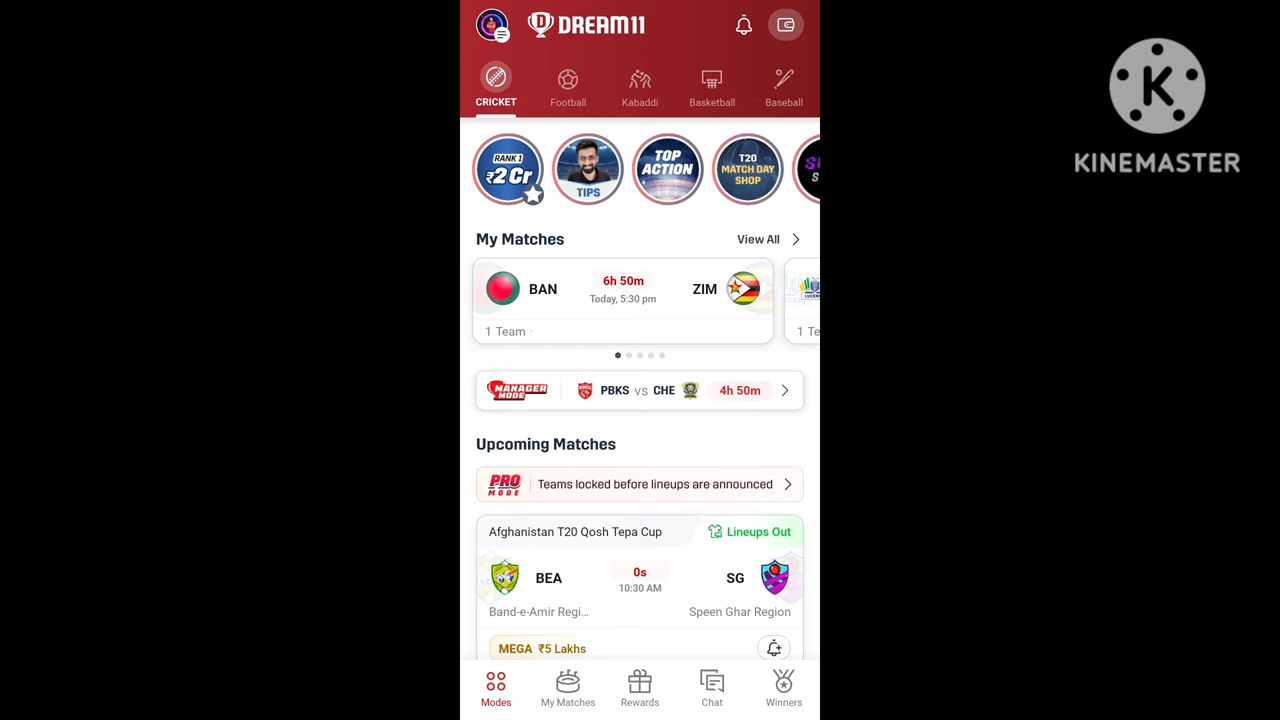 DREAM11
CRICKET Football Kabaddi Basketball Baseball
RANK 1
₹2 Cr
TIPS
TOP
ACTION
T20
MATCH DAY
SHOP
My Matches View All
BAN 6h 50m ZIM
Today, 5:30 pm
1 Team
MANAGER
MODE
PBKS vs CHE 4h 50m
Upcoming Matches
PRO
MODE
Teams locked before lineups are announced
Afghanistan T20 Qosh Tepa Cup Lineups Out
BEA 0s SG
10:30 AM
Band-e-Amir Regi... Speen Ghar Region
MEGA ₹5 Lakhs
Modes My Matches Rewards Chat Winners
K
KINEMASTER